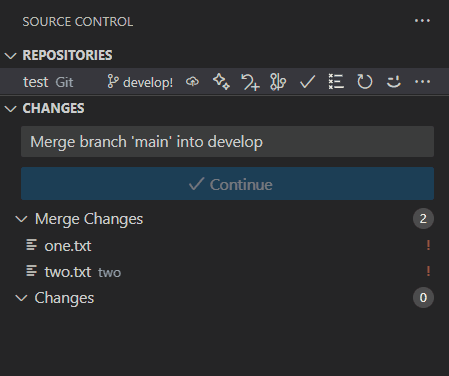 SOURCE CONTROL
REPOSITORIES
test Git develop!
CHANGES
Merge branch 'main' into develop
Continue
Merge Changes 2
one.txt !
two.txt two !
Changes 0